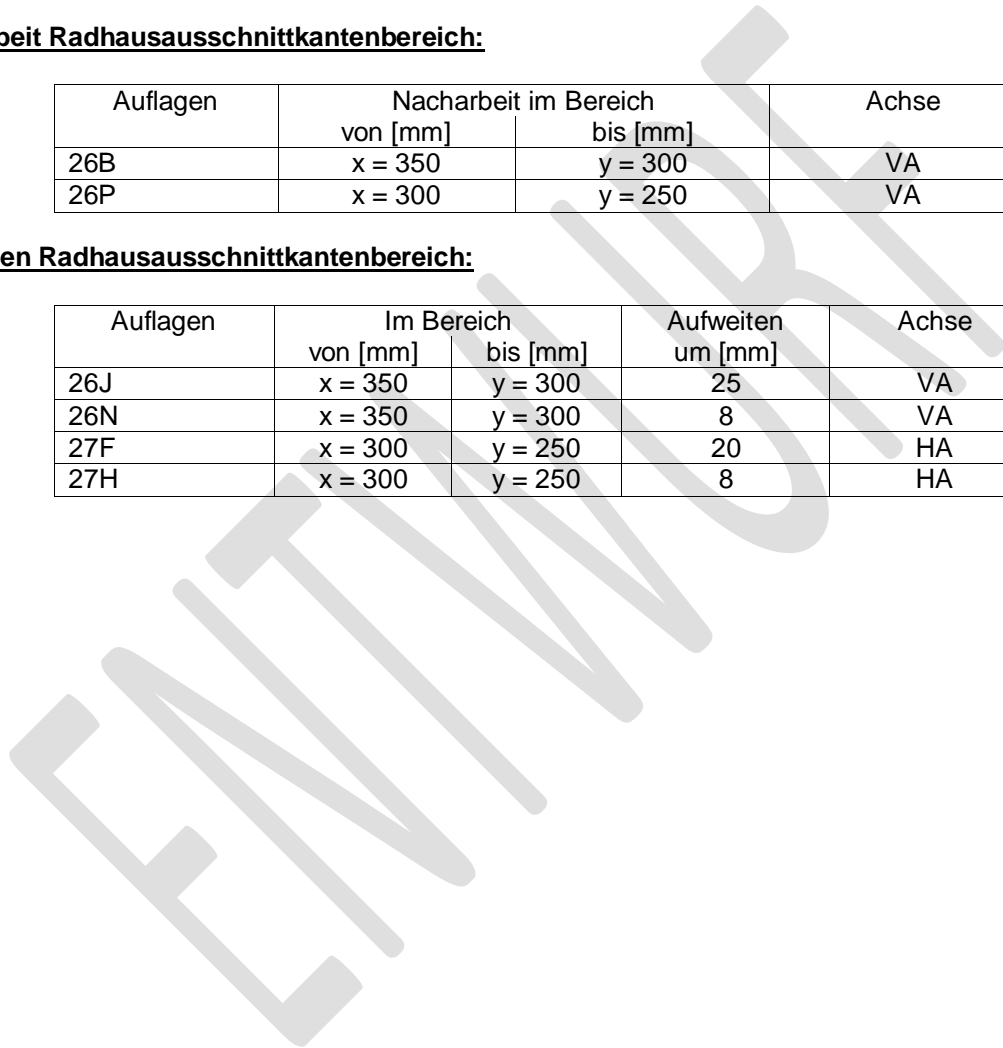 beit Radhausausschnittkantenbereich:
Auflagen Nacharbeit im Bereich Achse
von [mm] bis [mm]
26B x = 350 y = 300 VA
26P x = 300 y = 250 VA
en Radhausausschnittkantenbereich:
Auflagen Im Bereich Aufweiten Achse
von [mm] bis [mm] um [mm]
26J x = 350 y = 300 25 VA
26N x = 350 y = 300 8 VA
27F x = 300 y = 250 20 HA
27H x = 300 y = 250 8 HA
ENTWURF